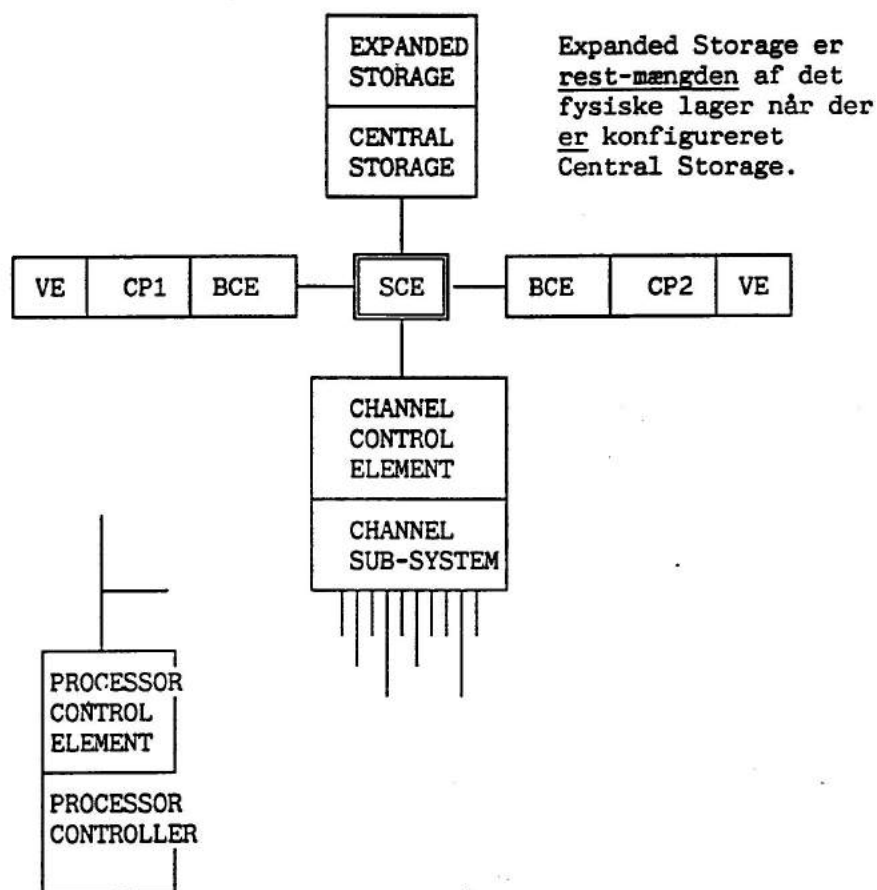 EXPANDED
STORAGE
Expanded Storage er
rest-mængden af det
fysiske lager når der
er konfigureret
Central Storage.
CENTRAL
STORAGE
VE CP1 BCE SCE BCE CP2 VE
CHANNEL
CONTROL
ELEMENT
CHANNEL
SUB-SYSTEM
PROCESSOR
CONTROL
ELEMENT
PROCESSOR
CONTROLLER